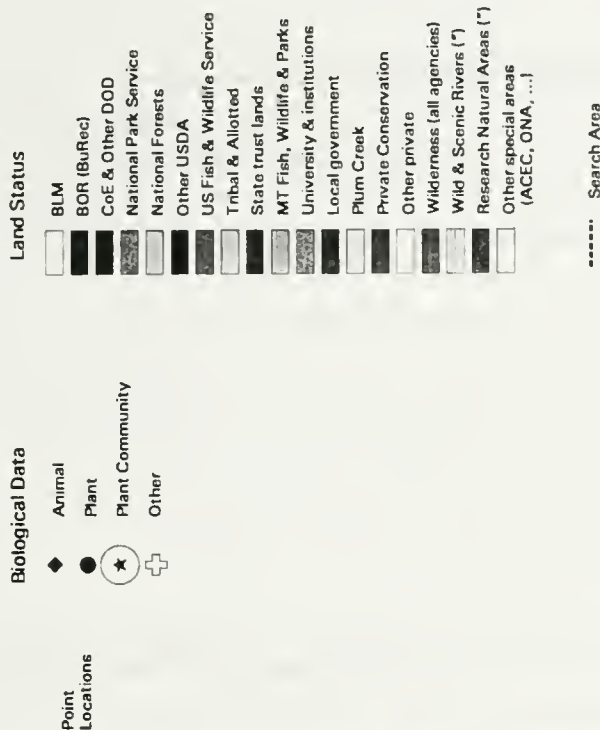 Biological Data
Point
Locations
Animal
Plant
Plant Community
Other
Land Status
BLM
BOR (BuRec)
CoE & Other DOD
National Park Service
National Forests
Other USDA
US Fish & Wildlife Service
Tribal & Allotted
State trust lands
MT Fish, Wildlife & Parks
University & institutions
Local government
Plum Creek
Private Conservation
Other private
Wilderness (all agencies)
Wild & Scenic Rivers (*)
Research Natural Areas (*)
Other special areas
(ACEC, ONA, ...)
Search Area